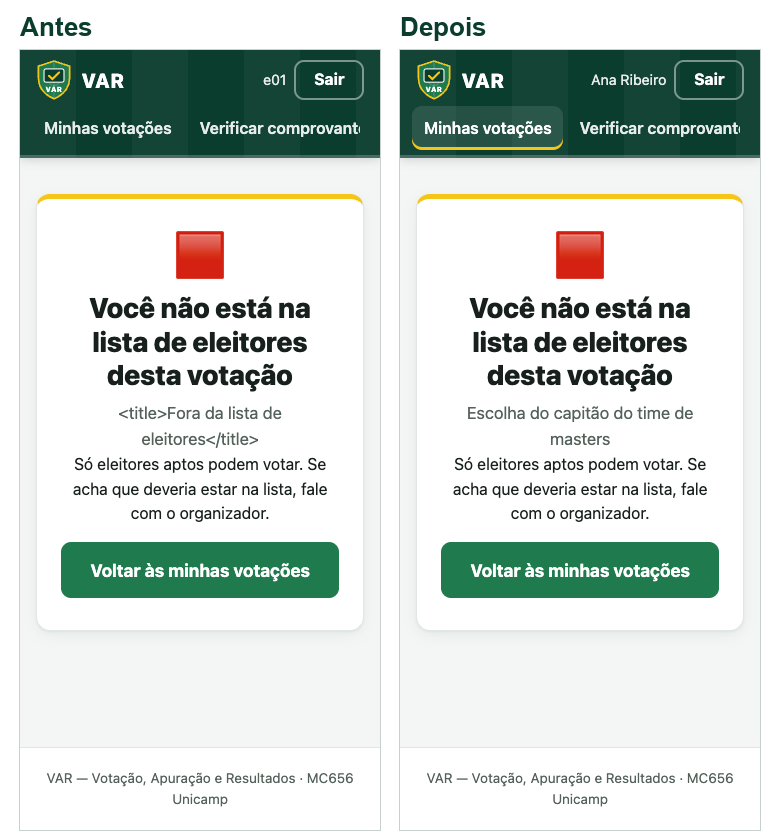 Antes
VAR
VAR
e01
Sair
Minhas votações
Verificar comprovant
Você não está na
lista de eleitores
desta votação
<title>Fora da lista de
eleitores</title>
Só eleitores aptos podem votar. Se
acha que deveria estar na lista, fale
com o organizador.
Voltar às minhas votações
VAR — Votação, Apuração e Resultados · MC656
Unicamp
Depois
VAR
VAR
Ana Ribeiro
Sair
Minhas votações
Verificar comprovant
Você não está na
lista de eleitores
desta votação
Escolha do capitão do time de
masters
Só eleitores aptos podem votar. Se
acha que deveria estar na lista, fale
com o organizador.
Voltar às minhas votações
VAR — Votação, Apuração e Resultados · MC656
Unicamp